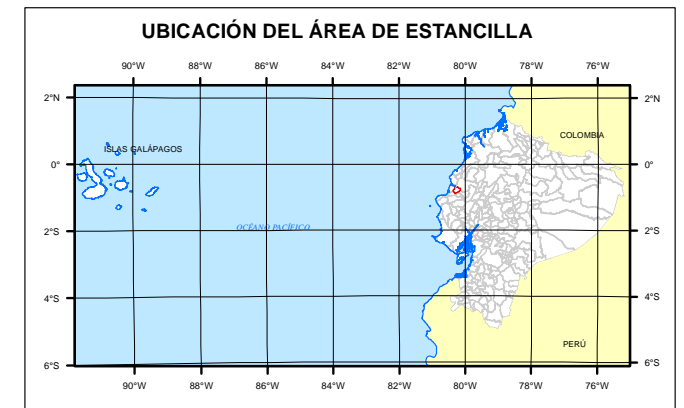 UBICACIÓN DEL ÁREA DE ESTANCILLA
90°W 88°W 86°W 84°W 82°W 80°W 78°W 76°W
2°N 2°N
COLOMBIA
ISLAS GALÁPAGOS
0° 0°
OCÉANO PACÍFICO
2°S 2°S
4°S 4°S
PERÚ
6°S 6°S
90°W 88°W 86°W 84°W 82°W 80°W 78°W 76°W